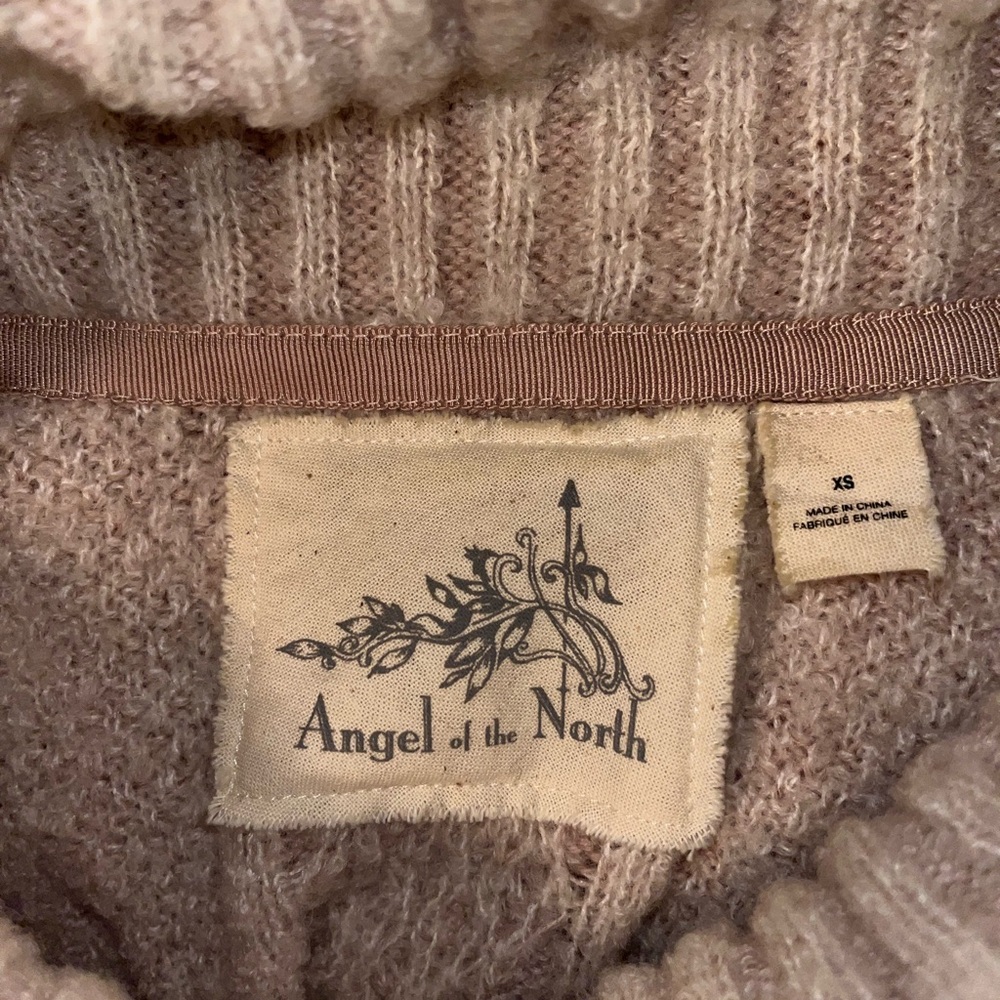 Angel of the North
XS
MADE IN CHINA
FABRIQUÉ EN CHINE